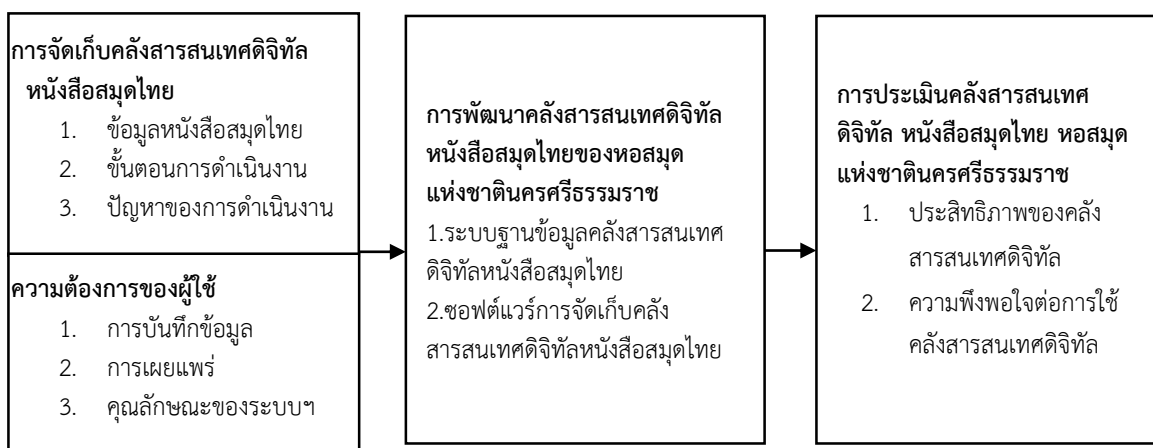 การจัดเก็บคลังสารสนเทศดิจิทัล
หนังสือสมุดไทย
1. ข้อมูลหนังสือสมุดไทย
2. ขั้นตอนการดำเนินงาน
3. ปัญหาของการดำเนินงาน
ความต้องการของผู้ใช้
1. การบันทึกข้อมูล
2. การเผยแพร่
3. คุณลักษณะของระบบฯ
การพัฒนาคลังสารสนเทศดิจิทัล
หนังสือสมุดไทยของหอสมุด
แห่งชาตินครศรีธรรมราช
1.ระบบฐานข้อมูลคลังสารสนเทศ
ดิจิทัลหนังสือสมุดไทย
2.ซอฟต์แวร์การจัดเก็บคลัง
สารสนเทศดิจิทัลหนังสือสมุดไทย
การประเมินคลังสารสนเทศ
ดิจิทัล หนังสือสมุดไทย หอสมุด
แห่งชาตินครศรีธรรมราช
1. ประสิทธิภาพของคลัง
สารสนเทศดิจิทัล
2. ความพึงพอใจต่อการใช้
คลังสารสนเทศดิจิทัล